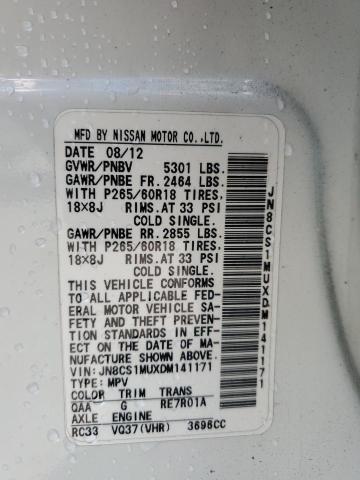 MFD BY NISSAN MOTOR CO.,LTD.
DATE 08/12
GVWR/PNBV 5301 LBS.
GAWR/PNBE FR. 2464 LBS.
WITH P265/60R18 TIRES,
18×8J RIMS. AT 33 PSI
COLD SINGLE.
GAWR/PNBE RR. 2855 LBS.
WITH P265/60R18 TIRES,
18×8J RIMS. AT 33 PSI
COLD SINGLE.
THIS VEHICLE CONFORMS
TO ALL APPLICABLE FED-
ERAL MOTOR VEHICLE SA-
FETY AND THEFT PREVEN-
TION STANDARDS IN EFF-
ECT ON THE DATE OF MA-
NUFACTURE SHOWN ABOVE.
VIN: JN8CS1MUXDM141171
TYPE: MPV
COLOR TRIM TRANS
QAA G RE7R01A
AXLE ENGINE
RC33 VQ37(VHR) 3696CC
JN8CS1MUXDM141171